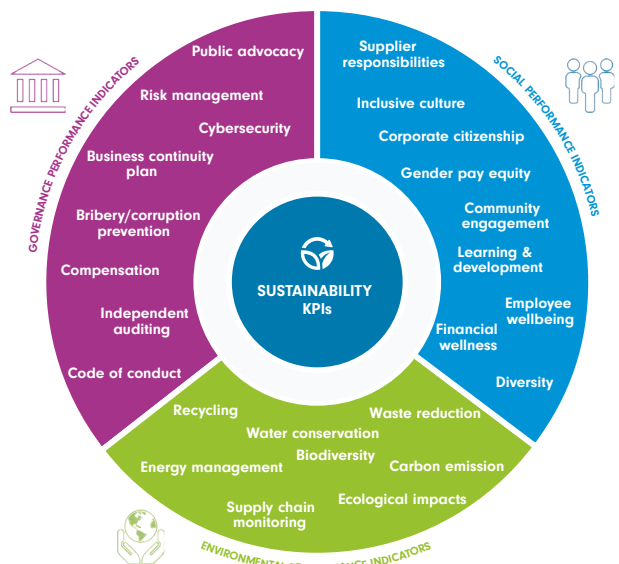 GOVERNANCE PERFORMANCE INDICATORS
Public advocacy
Risk management
Cybersecurity
Business continuity
plan
Bribery/corruption
prevention
Compensation
Independent
auditing
Code of conduct
SOCIAL PERFORMANCE INDICATORS
Supplier
responsibilities
Inclusive culture
Corporate citizenship
Gender pay equity
Community
engagement
Learning &
development
Employee
wellbeing
Financial
wellness
Diversity
SUSTAINABILITY
KPIs
Recycling
Waste reduction
Water conservation
Biodiversity
Energy management
Carbon emission
Ecological impacts
Supply chain
monitoring
ENVIRONMENTAL PERFORMANCE INDICATORS